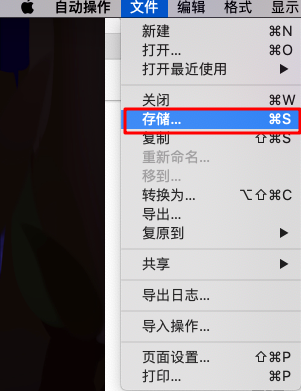 自动操作 文件 编辑 格式 显示
新建 ⌘N
打开... ⌘O
打开最近使用 ▶
关闭 ⌘W
存储... ⌘S
复制 ⇧⌘S
重新命名...
移到...
转换为... ⌥⇧⌘C
导出...
复原到 ▶
共享 ▶
导出日志...
导入操作...
页面设置... ⇧⌘P
打印... ⌘P